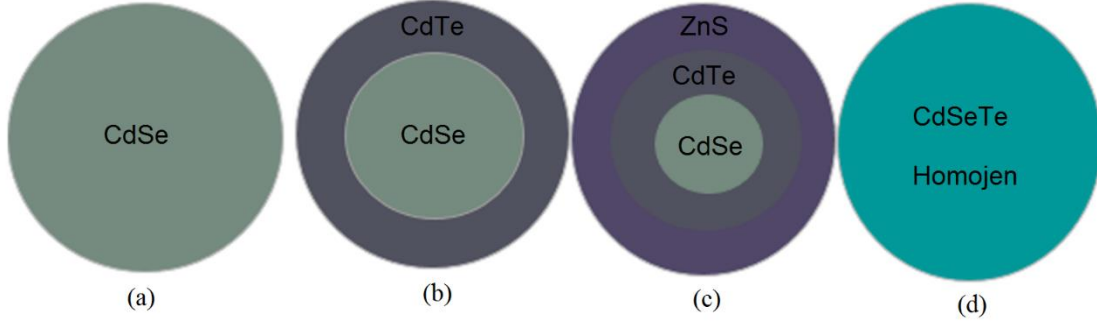 CdSe
(a)
CdTe
CdSe
(b)
ZnS
CdTe
CdSe
(c)
CdSeTe
Homojen
(d)